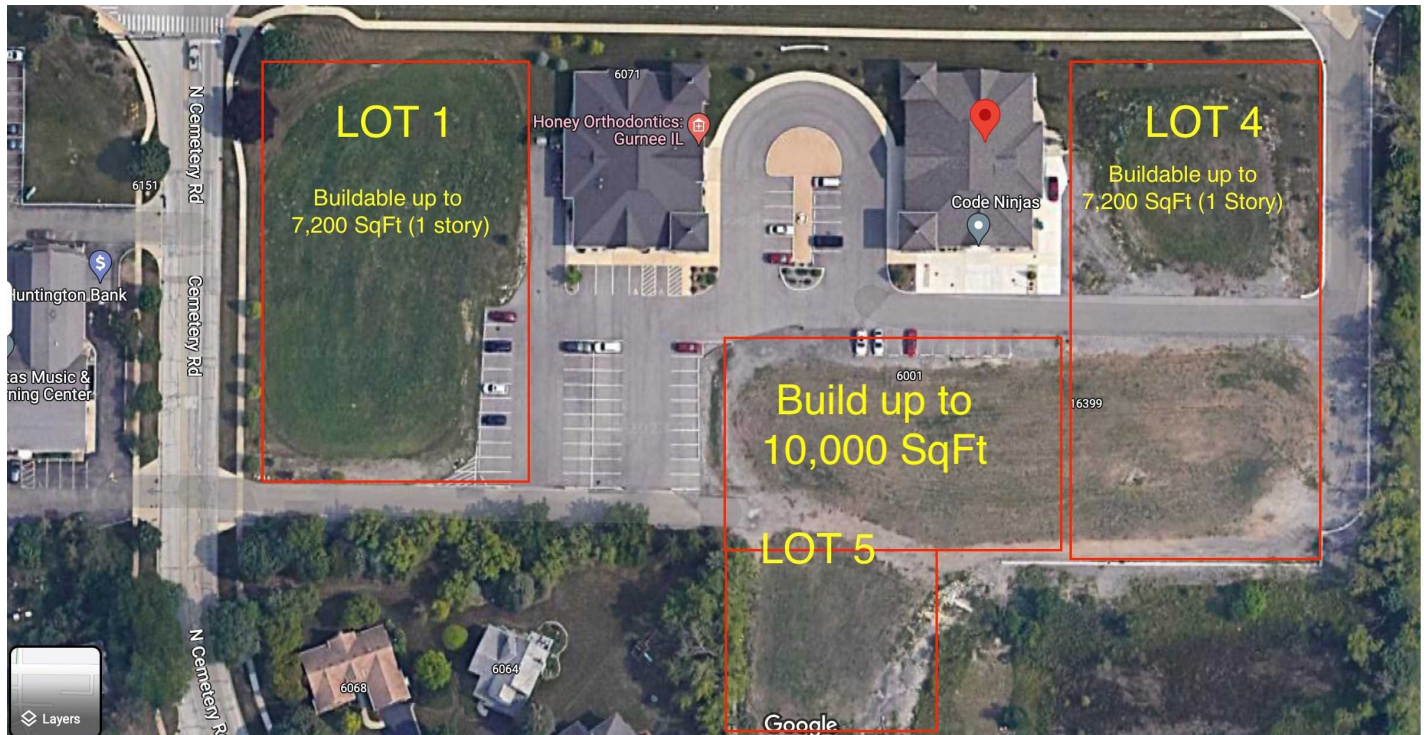 6071
LOT 1
LOT 4
Honey Orthodontics:
Gurnee IL
N Cemetery Rd
Buildable up to
7,200 SqFt (1 story)
Buildable up to
7,200 SqFt (1 Story)
6151
Code Ninjas
$
Huntington Bank
Cemetery Rd
tas Music &
ning Center
6001
Build up to
10,000 SqFt
16399
LOT 5
N Cemetery R
6064
6068
Layers
Google